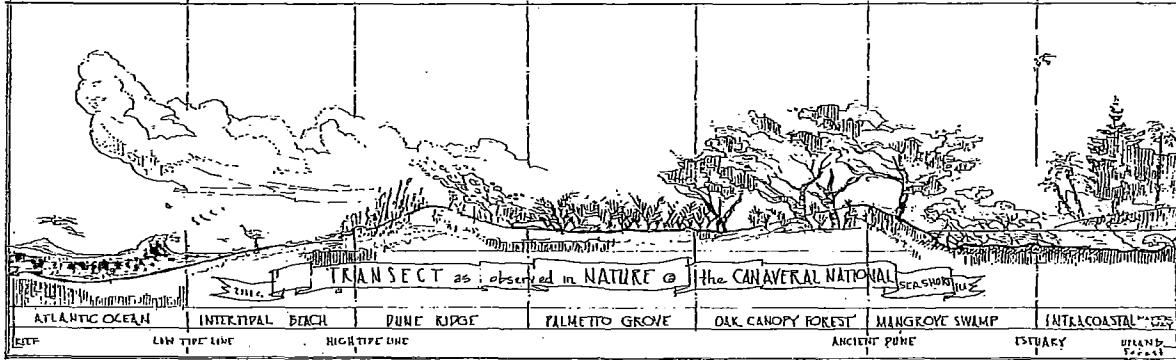 TRANSECT as observed in NATURE @ the CANAVERAL NATIONAL SEASHORE
ATLANTIC OCEAN INTERTIDAL BEACH DUNE RIDGE PALMETTO GROVE OAK CANOPY FOREST MANGROVE SWAMP INTRACOASTAL
REEF LOW TIDE LINE HIGH TIDE LINE ANCIENT DUNE ESTUARY UPLAND